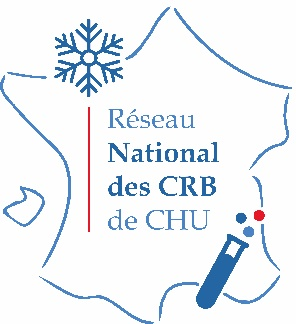 Réseau
National
des CRB
de CHU